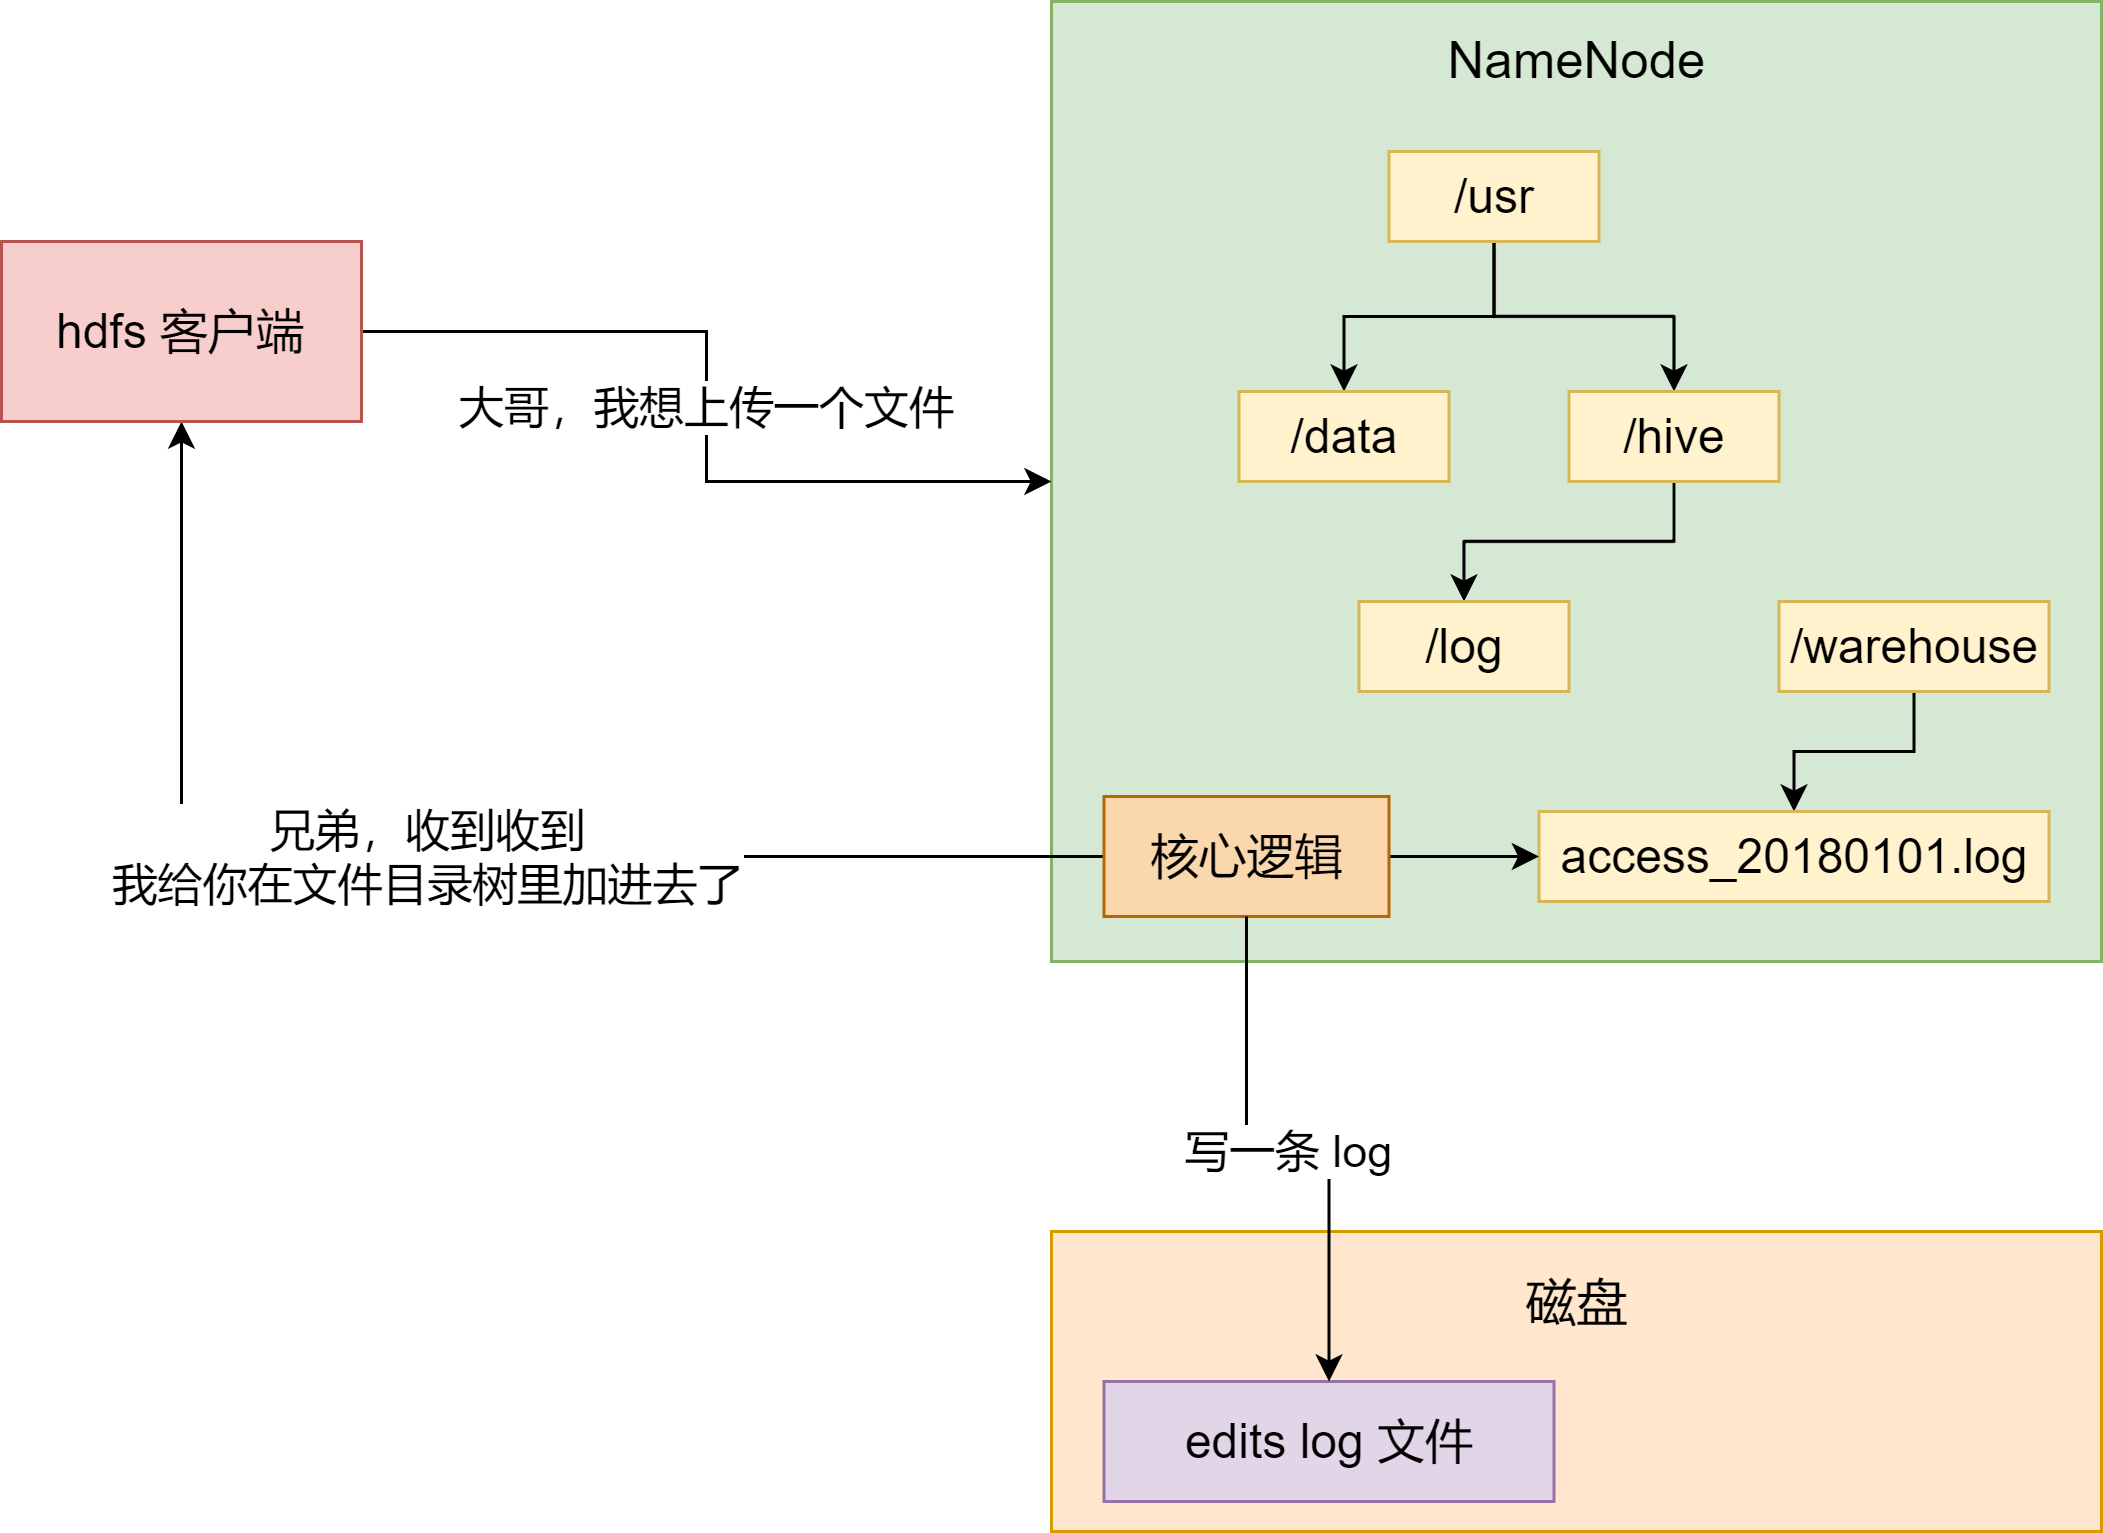 NameNode
/usr
hdfs 客户端
大哥，我想上传一个文件
/data
/hive
/log
/warehouse
兄弟，收到收到
我给你在文件目录树里加进去了
核心逻辑
access_20180101.log
写一条 log
磁盘
edits log 文件